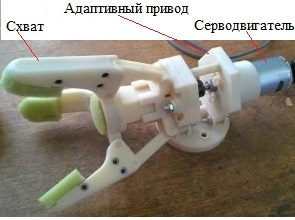 Адаптивный привод
Схват
Серводвигатель